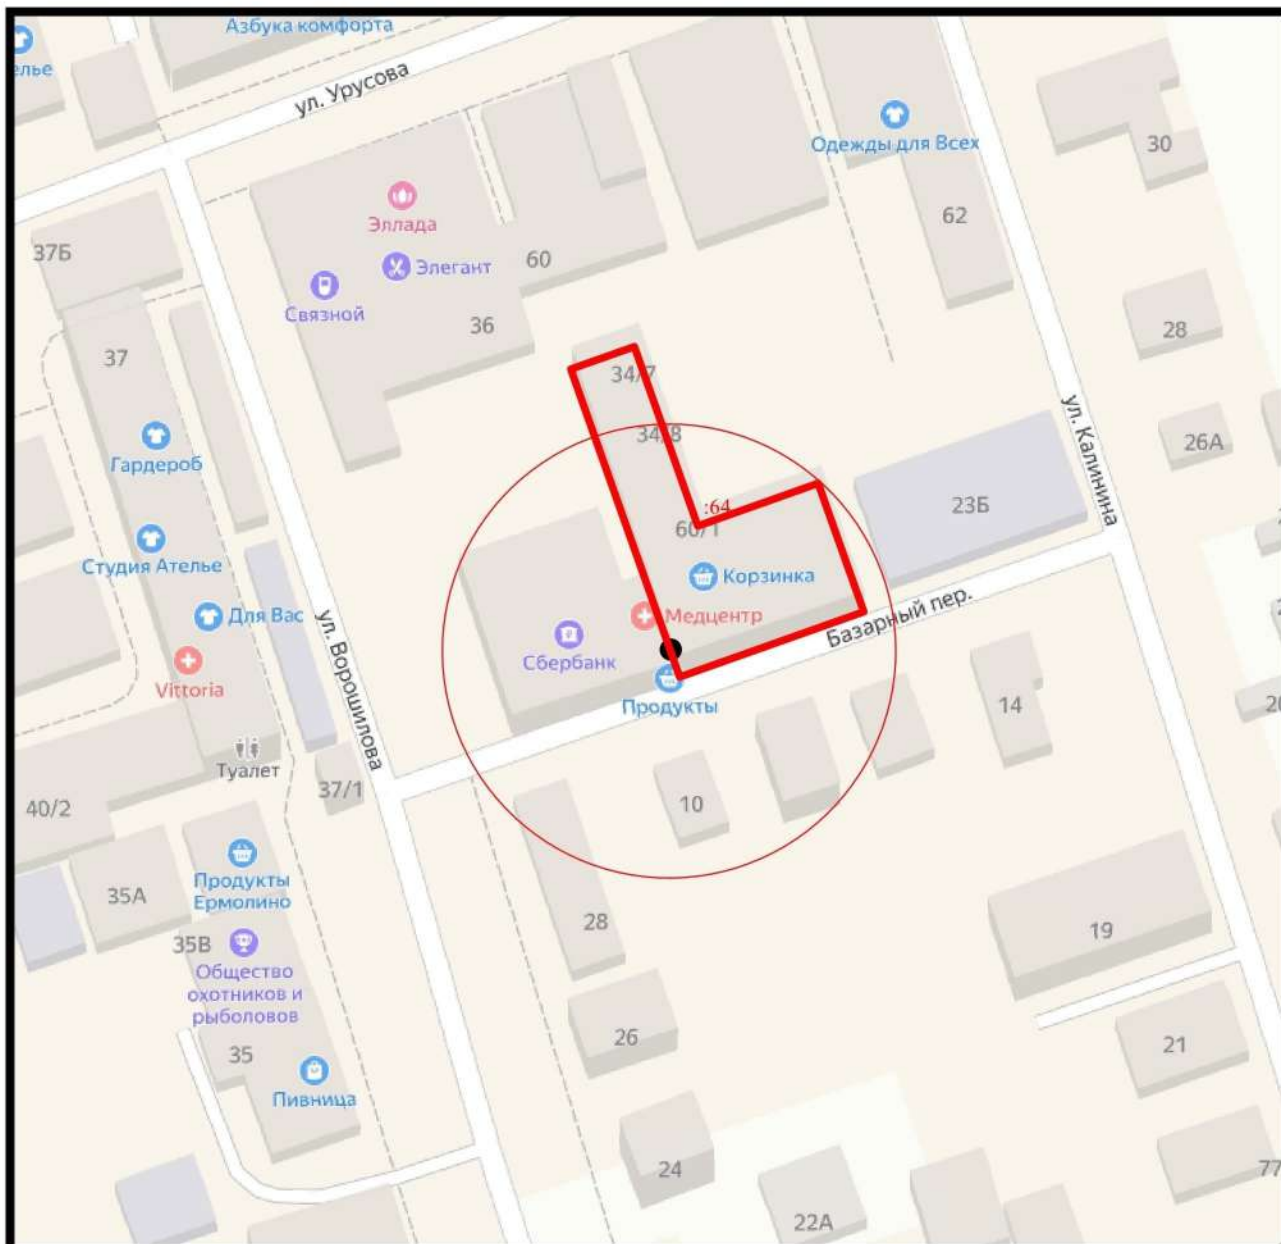 Азбука комфорта
елье
ул. Урусова
Одежды для Всех
30
Эллада
62
37Б
Элегант
60
Связной
36
28
37
34/7
ул. Калинина
34/8
26А
Гардероб
:64
23Б
60/1
Студия Ателье
Корзинка
Для Вас
Медцентр
Базарный пер.
Сбербанк
ул. Ворошилова
Vittoria
Продукты
14
20
Туалет
37/1
10
40/2
Продукты
Ермолино
35А
28
19
35В
Общество
охотников и
рыболовов
26
21
35
Пивница
24
77
22А